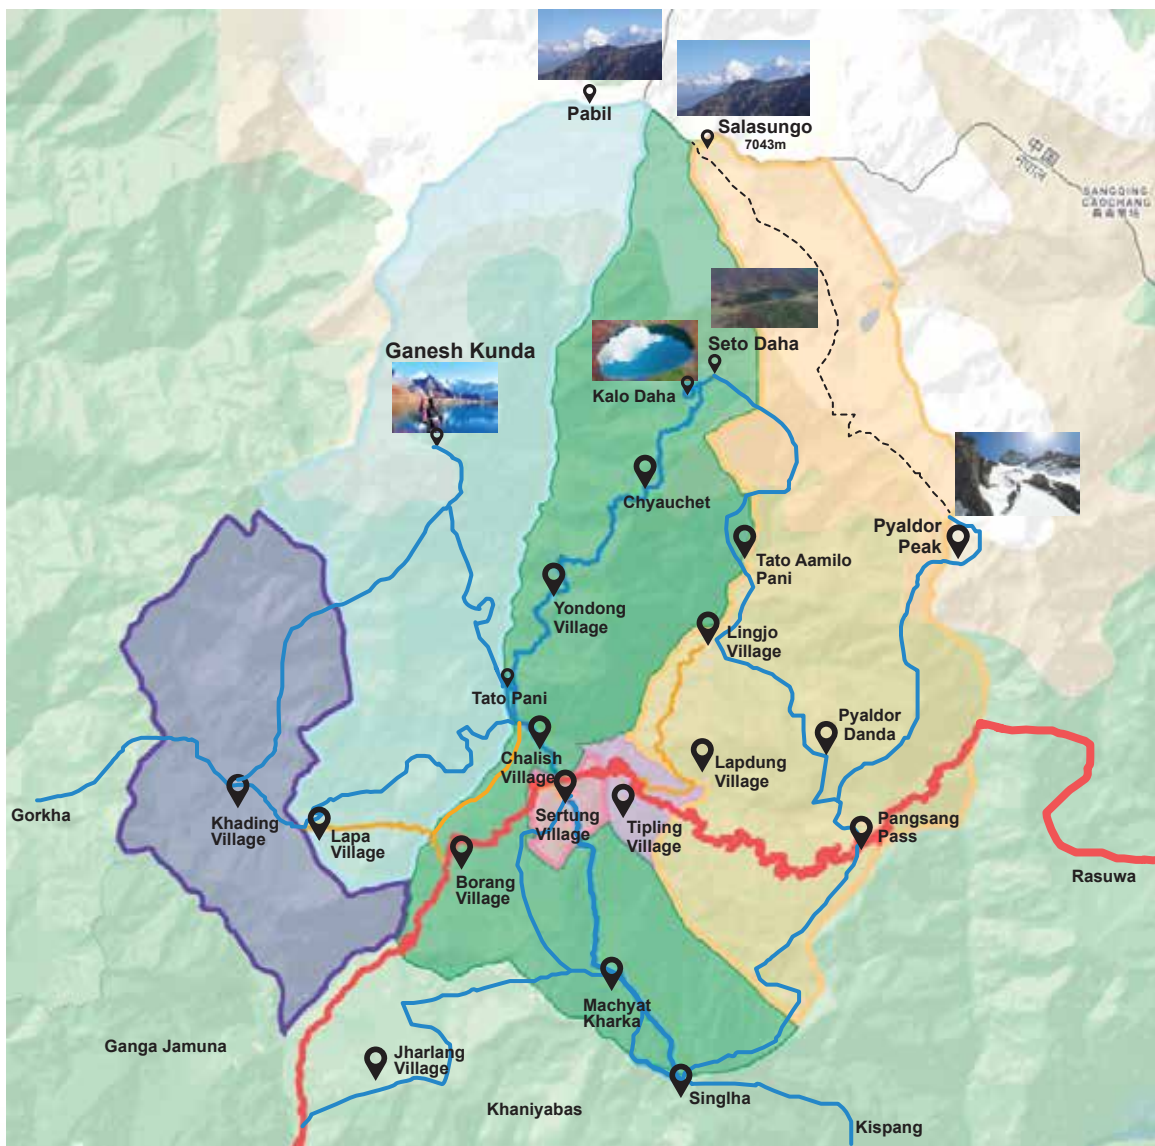 Pabil
Salasungo
7043m
中国
नेपाल
SANGDING
CAOCHANG
Seto Daha
Ganesh Kunda
Kalo Daha
Chyauchet
Pyaldor
Peak
Tato Aamilo
Pani
Yondong
Village
Lingjo
Village
Tato Pani
Pyaldor
Danda
Chalish
Village
Lapdung
Village
Gorkha
Khading
Village
Lapa
Village
Sertung
Village
Tipling
Village
Pangsang
Pass
Rasuwa
Borang
Village
Machyat
Kharka
Ganga Jamuna
Jharlang
Village
Singlha
Khaniyabas
Kispang